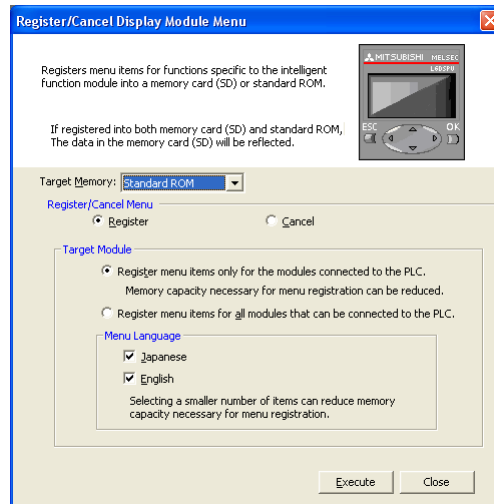 Register/Cancel Display Module Menu
MITSUBISHI MELSEC
L6DSPU
Registers menu items for functions specific to the intelligent
function module into a memory card (SD) or standard ROM.
If registered into both memory card (SD) and standard ROM,
The data in the memory card (SD) will be reflected.
ESC
OK
Target Memory: Standard ROM
Register/Cancel Menu
Register
Cancel
Target Module
Register menu items only for the modules connected to the PLC.
Memory capacity necessary for menu registration can be reduced.
Register menu items for all modules that can be connected to the PLC.
Menu Language
Japanese
English
Selecting a smaller number of items can reduce memory
capacity necessary for menu registration.
Execute
Close